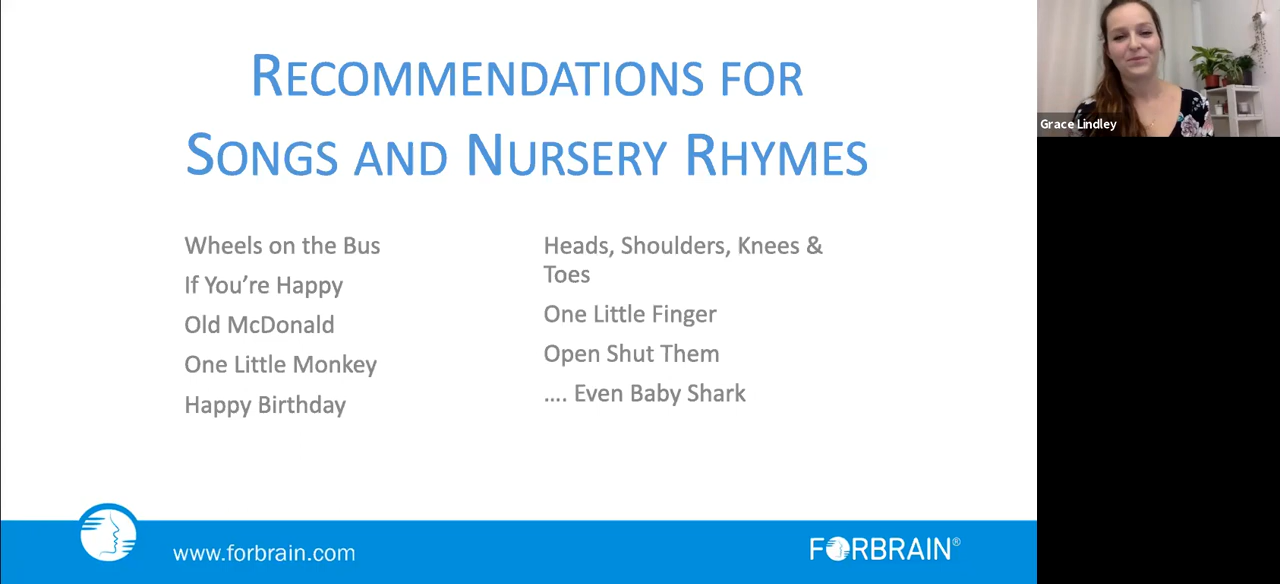 RECOMMENDATIONS FOR
SONGS AND NURSERY RHYMES
Wheels on the Bus
If You’re Happy
Old McDonald
One Little Monkey
Happy Birthday
Heads, Shoulders, Knees &
Toes
One Little Finger
Open Shut Them
.... Even Baby Shark
www.forbrain.com
FORBRAIN®
Grace Lindley